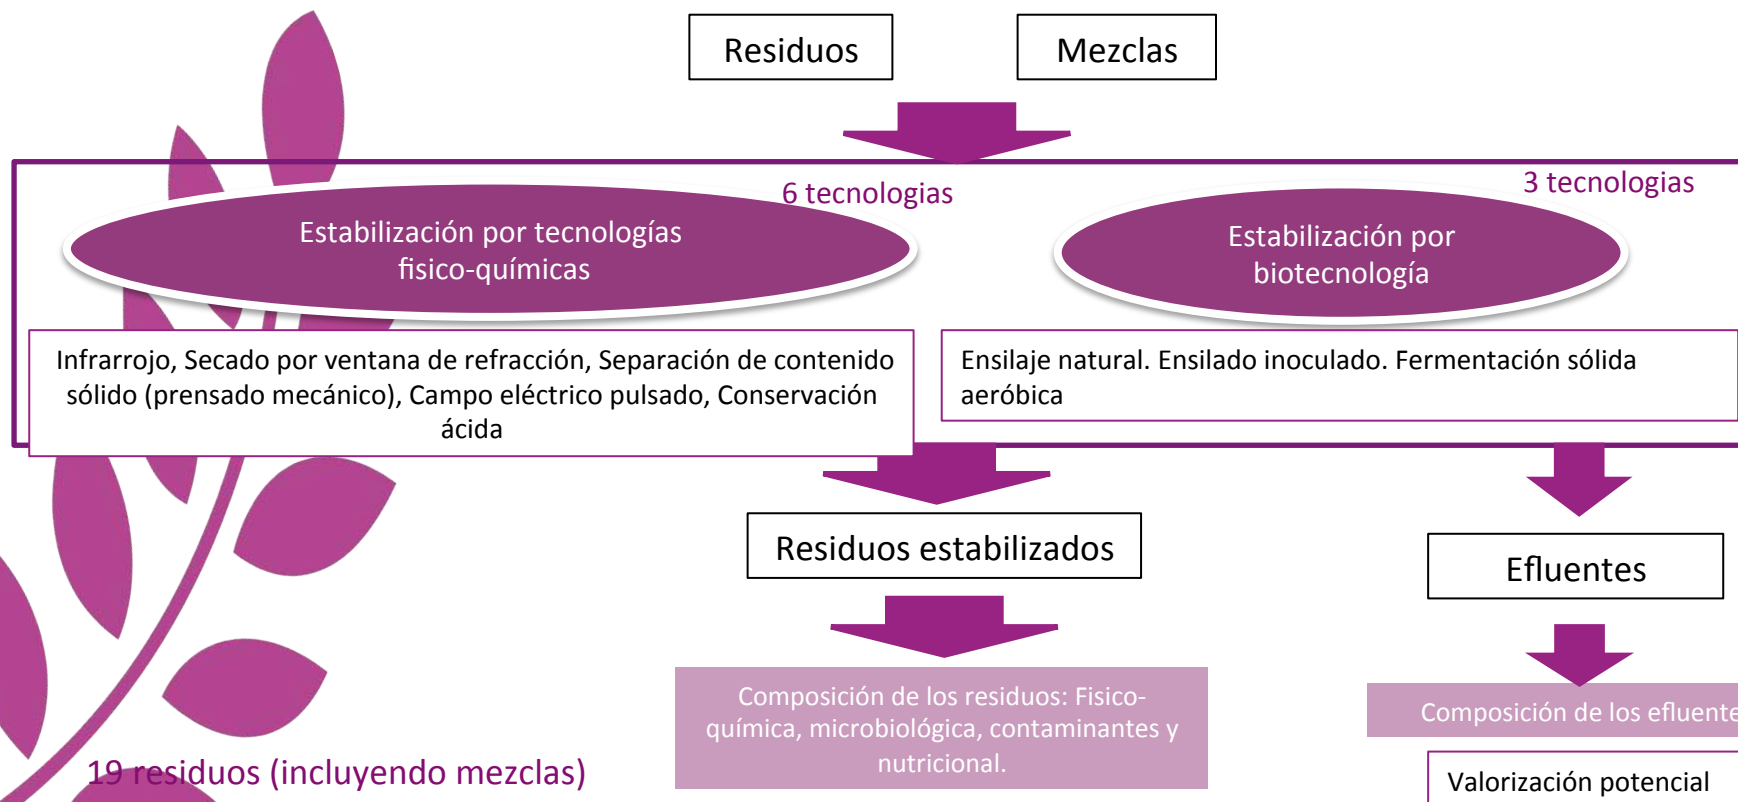 Residuos
Mezclas
6 tecnologias
3 tecnologias
Estabilización por tecnologías
fisico-químicas
Estabilización por
biotecnología
Infrarrojo, Secado por ventana de refracción, Separación de contenido
sólido (prensado mecánico), Campo eléctrico pulsado, Conservación
ácida
Ensilaje natural. Ensilado inoculado. Fermentación sólida
aeróbica
Residuos estabilizados
Efluentes
Composición de los residuos: Fisico-
química, microbiológica, contaminantes y
nutricional.
Composición de los efluente
19 residuos (incluyendo mezclas)
Valorización potencial